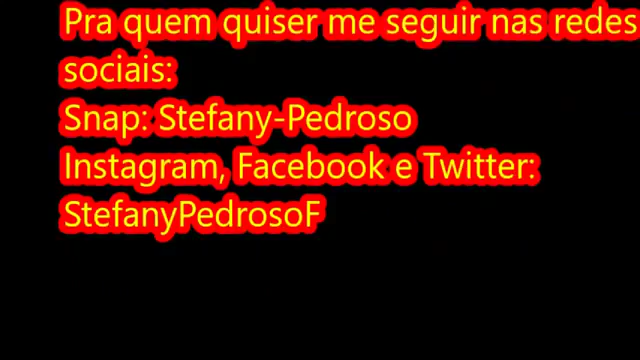 Pra quem quiser me seguir nas redes
sociais:
Snap: Stefany-Pedroso
Instagram, Facebook e Twitter:
StefanyPedrosoF